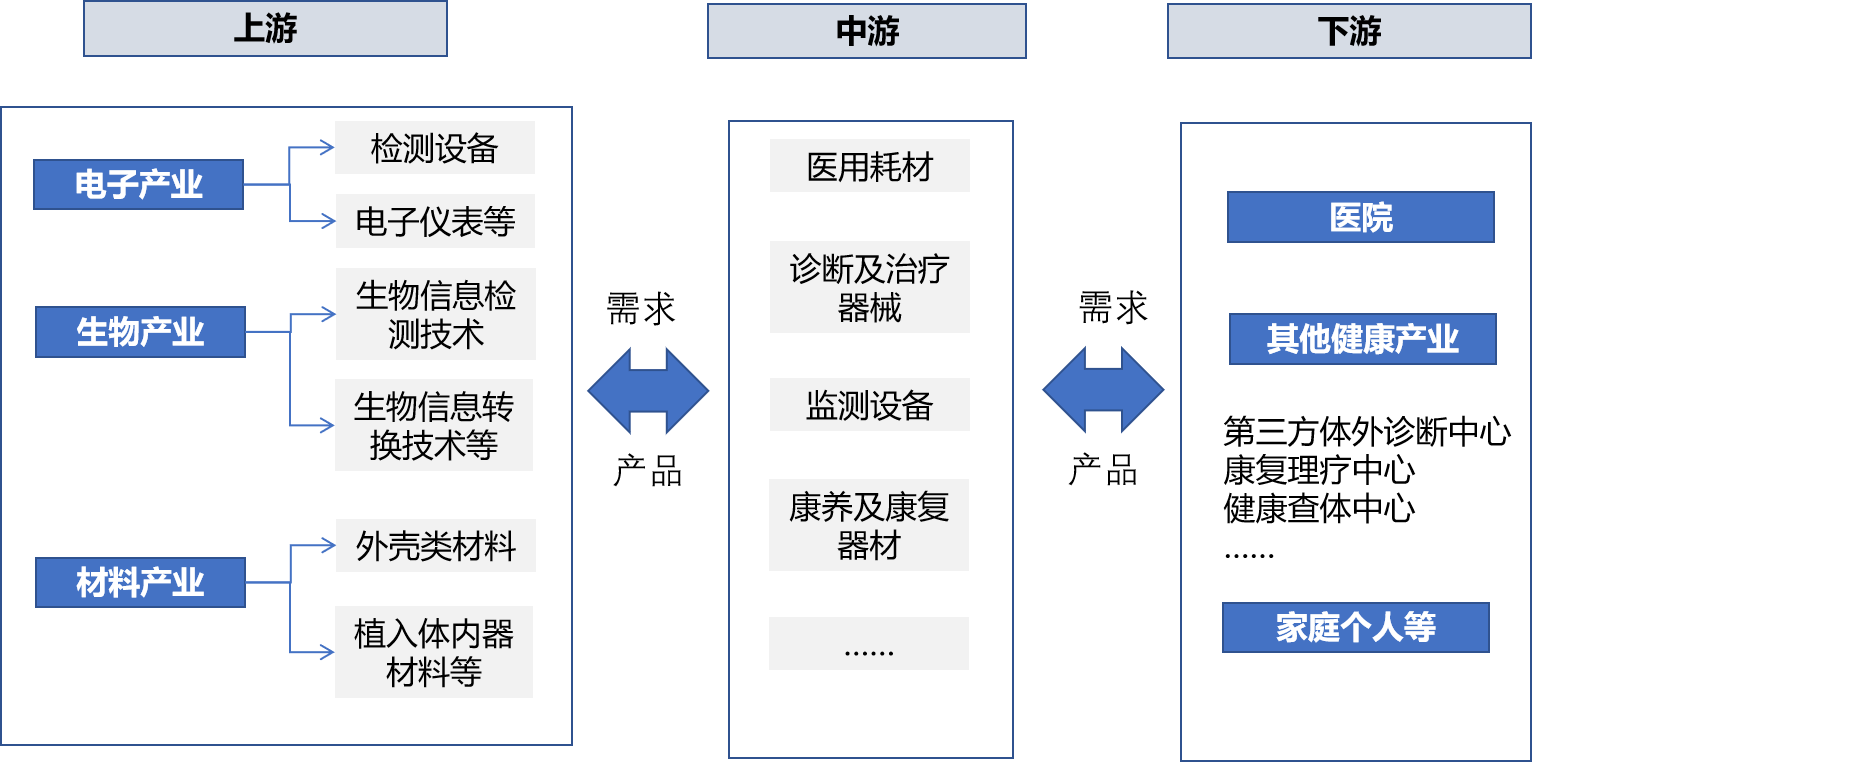 上游
中游
下游
电子产业
检测设备
电子仪表等
生物产业
生物信息检
测技术
生物信息转
换技术等
材料产业
外壳类材料
植入体内器
材料等
需求
产品
医用耗材
诊断及治疗
器械
监测设备
康养及康复
器材
……
需求
产品
医院
其他健康产业
第三方体外诊断中心
康复理疗中心
健康查体中心
……
家庭个人等